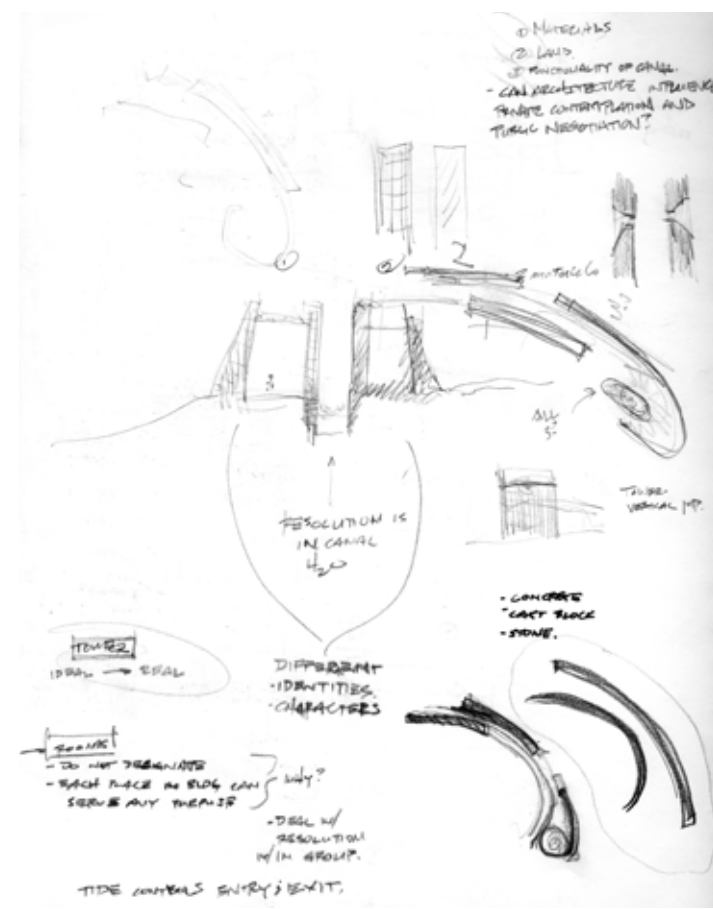 ① MATERIALS
② LAND.
③ FUNCTIONALITY OF CANAL.
- CAN ARCHITECTURE INFLUENCE
PRIVATE CONTEMPLATION AND
PUBLIC NEGOTIATION?
①
②
2
ALL
3?
TOWER-
VERTICAL
RESOLUTION IS
IN CANAL
H2O
- CONCRETE
- CAST BLOCK
- STONE.
TOWER
IDEAL → REAL
DIFFERENT
- IDENTITIES
- CHARACTERS
→ ROOMS
- DO NOT DESIGNATE
- EACH PLACE IN BLDG CAN
SERVE ANY PURPOSE
WHY?
- DEAL W/
RESOLUTION
W/IN GROUP.
TIDE CONTROLS ENTRY & EXIT.